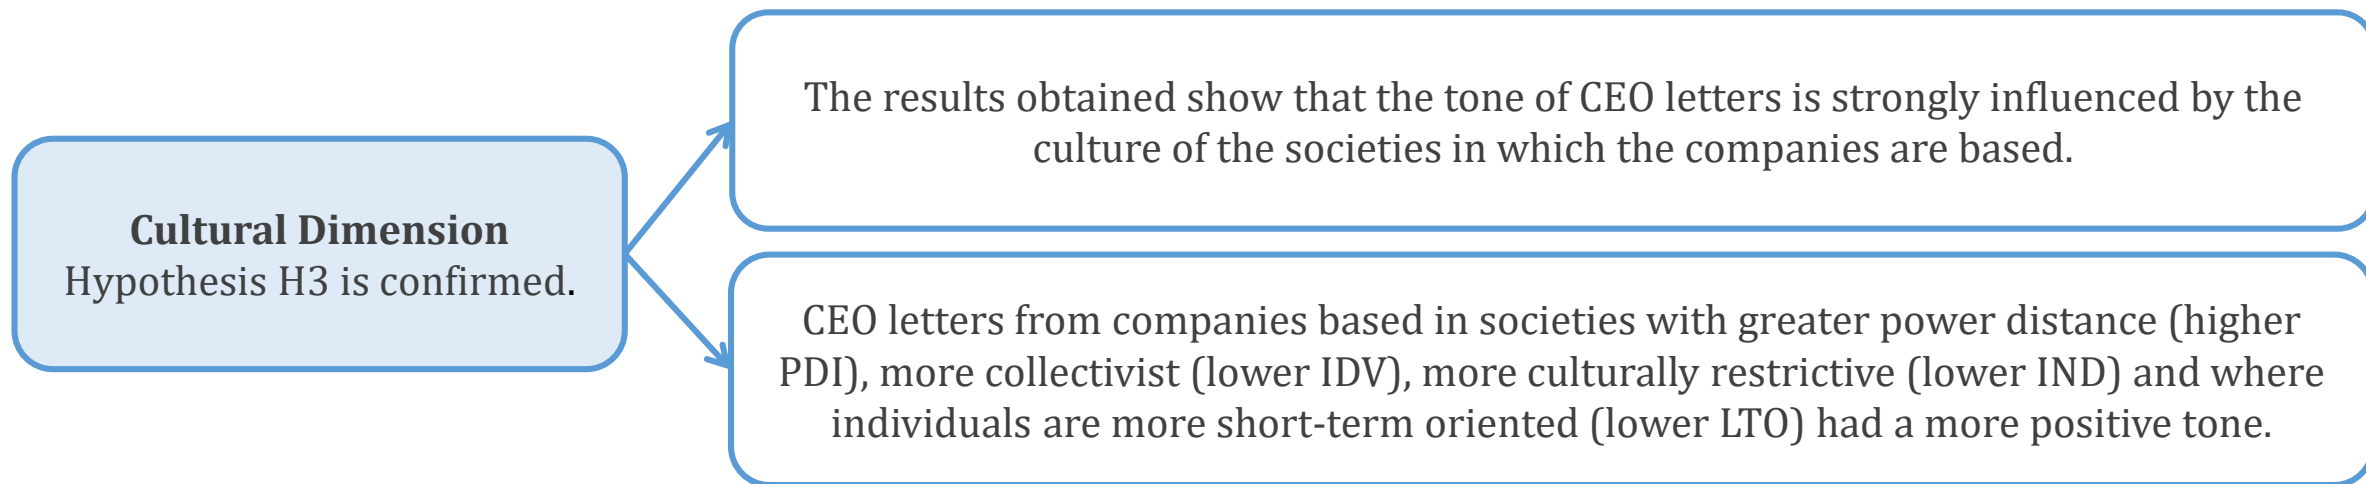 Cultural Dimension
Hypothesis H3 is confirmed.
The results obtained show that the tone of CEO letters is strongly influenced by the
culture of the societies in which the companies are based.
CEO letters from companies based in societies with greater power distance (higher
PDI), more collectivist (lower IDV), more culturally restrictive (lower IND) and where
individuals are more short-term oriented (lower LTO) had a more positive tone.